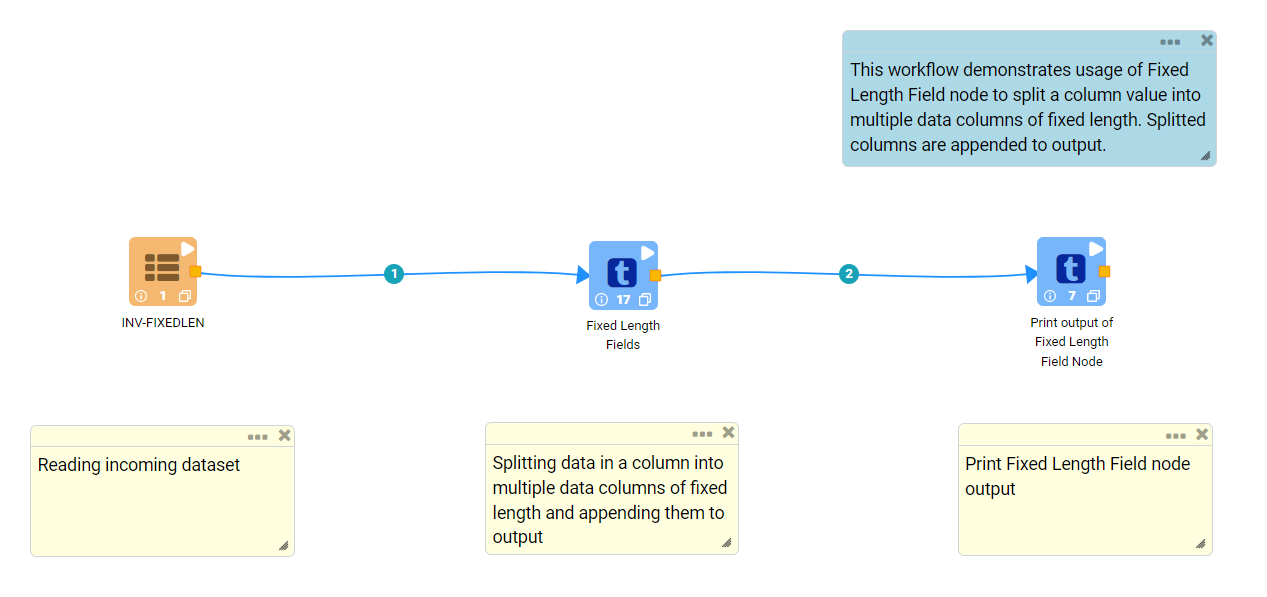 This workflow demonstrates usage of Fixed
Length Field node to split a column value into
multiple data columns of fixed length. Splitted
columns are appended to output.
1
2
t
t
1
17
7
INV-FIXEDLEN
Fixed Length
Fields
Print output of
Fixed Length
Field Node
Reading incoming dataset
Splitting data in a column into
multiple data columns of fixed
length and appending them to
output
Print Fixed Length Field node
output